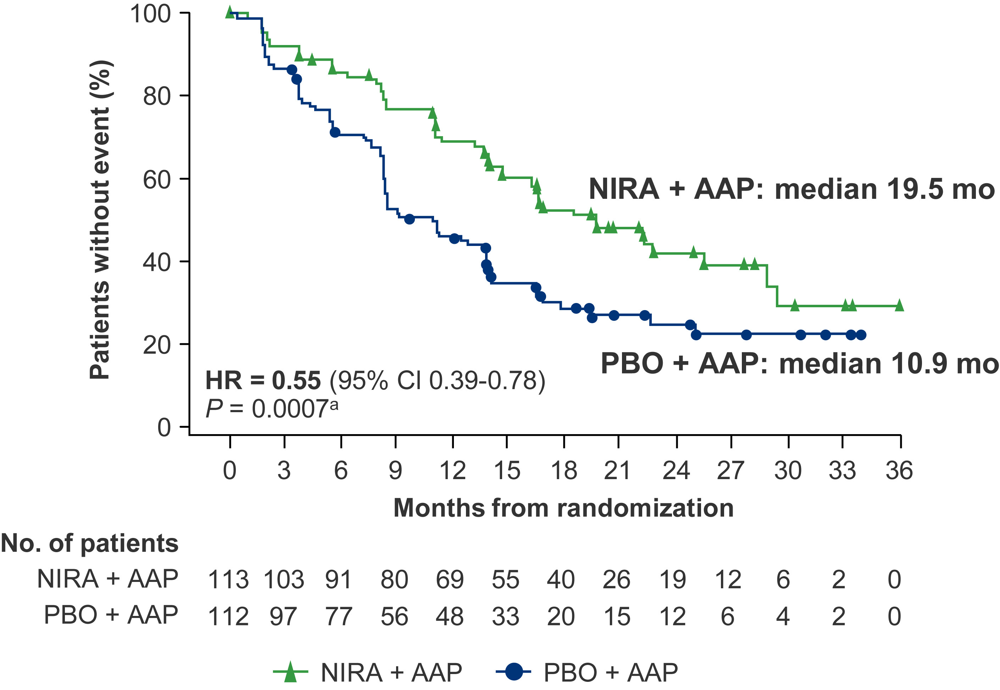 Patients without event (%)
100
80
60
40
20
0
NIRA + AAP: median 19.5 mo
PBO + AAP: median 10.9 mo
HR = 0.55 (95% CI 0.39-0.78)
P = 0.0007ᵃ
0 3 6 9 12 15 18 21 24 27 30 33 36
Months from randomization
No. of patients
NIRA + AAP 113 103 91 80 69 55 40 26 19 12 6 2 0
PBO + AAP 112 97 77 56 48 33 20 15 12 6 4 2 0
NIRA + AAP PBO + AAP